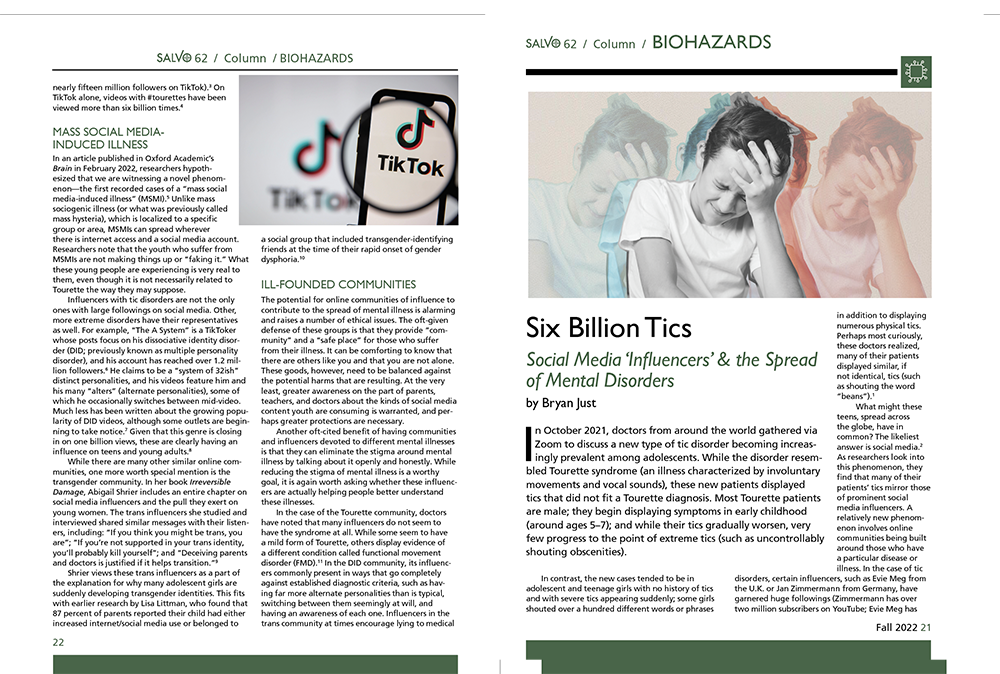 SALVO 62 / Column / BIOHAZARDS
nearly fifteen million followers on TikTok).³ On
TikTok alone, videos with #tourettes have been
viewed more than six billion times.⁴
MASS SOCIAL MEDIA-
INDUCED ILLNESS
In an article published in Oxford Academic's
Brain in February 2022, researchers hypoth-
esized that we are witnessing a novel phenom-
enon—the first recorded cases of a "mass social
media-induced illness" (MSMI).⁵ Unlike mass
sociogenic illness (or what was previously called
mass hysteria), which is localized to a specific
group or area, MSMIs can spread wherever
there is internet access and a social media account.
Researchers note that the youth who suffer from
MSMIs are not making things up or "faking it." What
these young people are experiencing is very real to
them, even though it is not necessarily related to
Tourette the way they may suppose.
Influencers with tic disorders are not the only
ones with large followings on social media. Other,
more extreme disorders have their representatives
as well. For example, "The A System" is a TikToker
whose posts focus on his dissociative identity disor-
der (DID; previously known as multiple personality
disorder), and his account has reached over 1.2 mil-
lion followers.⁶ He claims to be a "system of 32ish"
distinct personalities, and his videos feature him and
his many "alters" (alternate personalities), some of
which he occasionally switches between mid-video.
Much less has been written about the growing popu-
larity of DID videos, although some outlets are begin-
ning to take notice.⁷ Given that this genre is closing
in on one billion views, these are clearly having an
influence on teens and young adults.⁸
While there are many other similar online com-
munities, one more worth special mention is the
transgender community. In her book Irreversible
Damage, Abigail Shrier includes an entire chapter on
social media influencers and the pull they exert on
young women. The trans influencers she studied and
interviewed shared similar messages with their listen-
ers, including: "If you think you might be trans, you
are"; "If you're not supported in your trans identity,
you'll probably kill yourself"; and "Deceiving parents
and doctors is justified if it helps transition."⁹
Shrier views these trans influencers as a part of
the explanation for why many adolescent girls are
suddenly developing transgender identities. This fits
with earlier research by Lisa Littman, who found that
87 percent of parents reported their child had either
increased internet/social media use or belonged to
22
TikTok
TikTok
a social group that included transgender-identifying
friends at the time of their rapid onset of gender
dysphoria.¹⁰
ILL-FOUNDED COMMUNITIES
The potential for online communities of influence to
contribute to the spread of mental illness is alarming
and raises a number of ethical issues. The oft-given
defense of these groups is that they provide "com-
munity" and a "safe place" for those who suffer
from their illness. It can be comforting to know that
there are others like you and that you are not alone.
These goods, however, need to be balanced against
the potential harms that are resulting. At the very
least, greater awareness on the part of parents,
teachers, and doctors about the kinds of social media
content youth are consuming is warranted, and per-
haps greater protections are necessary.
Another oft-cited benefit of having communities
and influencers devoted to different mental illnesses
is that they can eliminate the stigma around mental
illness by talking about it openly and honestly. While
reducing the stigma of mental illness is a worthy
goal, it is again worth asking whether these influenc-
ers are actually helping people better understand
these illnesses.
In the case of the Tourette community, doctors
have noted that many influencers do not seem to
have the syndrome at all. While some seem to have
a mild form of Tourette, others display evidence of
a different condition called functional movement
disorder (FMD).¹¹ In the DID community, its influenc-
ers commonly present in ways that go completely
against established diagnostic criteria, such as hav-
ing far more alternate personalities than is typical,
switching between them seemingly at will, and
having an awareness of each one. Influencers in the
trans community at times encourage lying to medical
SALVO 62 / Column / BIOHAZARDS
Six Billion Tics
Social Media 'Influencers' & the Spread
of Mental Disorders
by Bryan Just
In October 2021, doctors from around the world gathered via
Zoom to discuss a new type of tic disorder becoming increas-
ingly prevalent among adolescents. While the disorder resem-
bled Tourette syndrome (an illness characterized by involuntary
movements and vocal sounds), these new patients displayed
tics that did not fit a Tourette diagnosis. Most Tourette patients
are male; they begin displaying symptoms in early childhood
(around ages 5–7); and while their tics gradually worsen, very
few progress to the point of extreme tics (such as uncontrollably
shouting obscenities).
In contrast, the new cases tended to be in
adolescent and teenage girls with no history of tics
and with severe tics appearing suddenly; some girls
shouted over a hundred different words or phrases
in addition to displaying
numerous physical tics.
Perhaps most curiously,
these doctors realized,
many of their patients
displayed similar, if
not identical, tics (such
as shouting the word
"beans").¹
What might these
teens, spread across
the globe, have in
common? The likeliest
answer is social media.²
As researchers look into
this phenomenon, they
find that many of their
patients' tics mirror those
of prominent social
media influencers. A
relatively new phenom-
enon involves online
communities being built
around those who have
a particular disease or
illness. In the case of tic
disorders, certain influencers, such as Evie Meg from
the U.K. or Jan Zimmermann from Germany, have
garnered huge followings (Zimmermann has over
two million subscribers on YouTube; Evie Meg has
Fall 2022 21